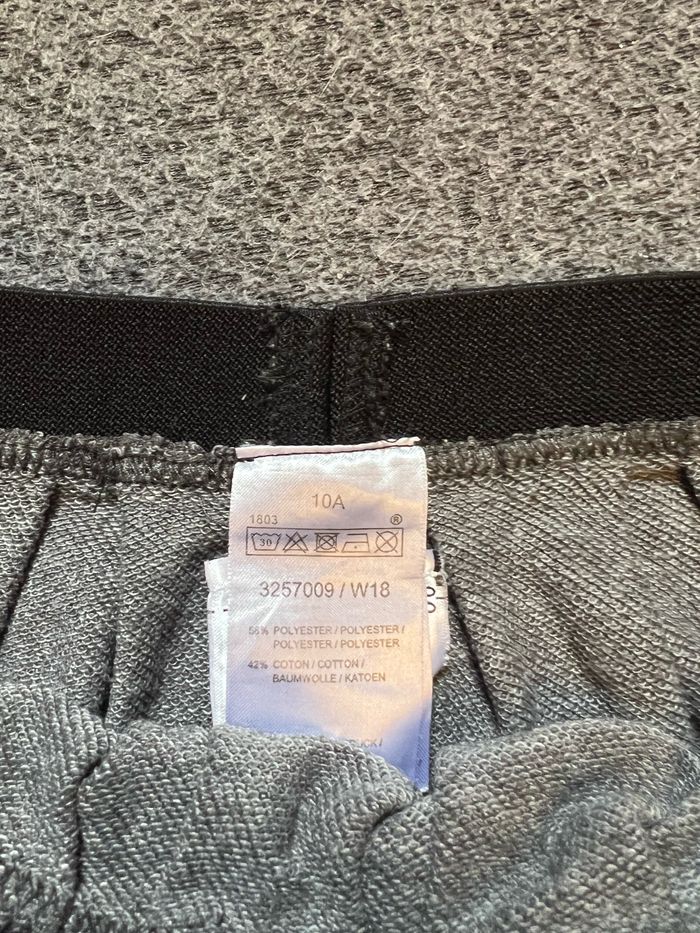 10A
1803 ®
30
3257009 / W18
58% POLYESTER / POLYESTER /
POLYESTER / POLYESTER
42% COTON / COTTON /
BAUMWOLLE / KATOEN